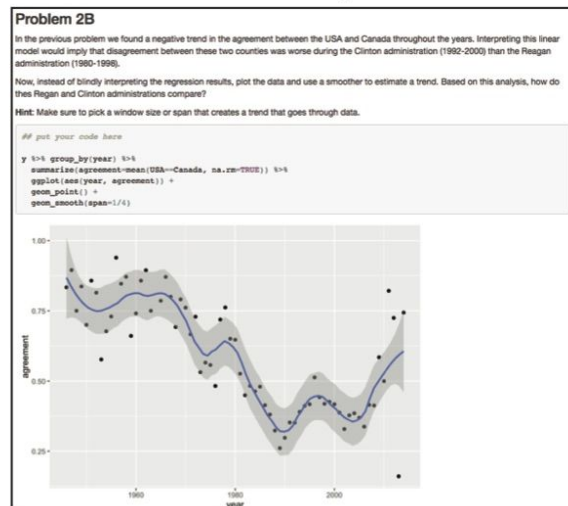 Problem 2B
In the previous problem we found a negative trend in the agreement between the USA and Canada throughout the years. Interpreting this linear
model would imply that disagreement between these two counties was worse during the Clinton administration (1992-2000) than the Reagan
administration (1980-1998).
Now, instead of blindly interpreting the regression results, plot the data and use a smoother to estimate a trend. Based on this analysis, how do
thes Regan and Clinton administrations compare?
Hint: Make sure to pick a window size or span that creates a trend that goes through data.
## put your code here
y %>% group_by(year) %>%
summarize(agreement=mean(USA==Canada, na.rm=TRUE)) %>%
ggplot(aes(year, agreement)) +
geom_point() +
geom_smooth(span=1/4)
1.00
0.75
agreement
0.50
0.25
1960 1980 2000
year